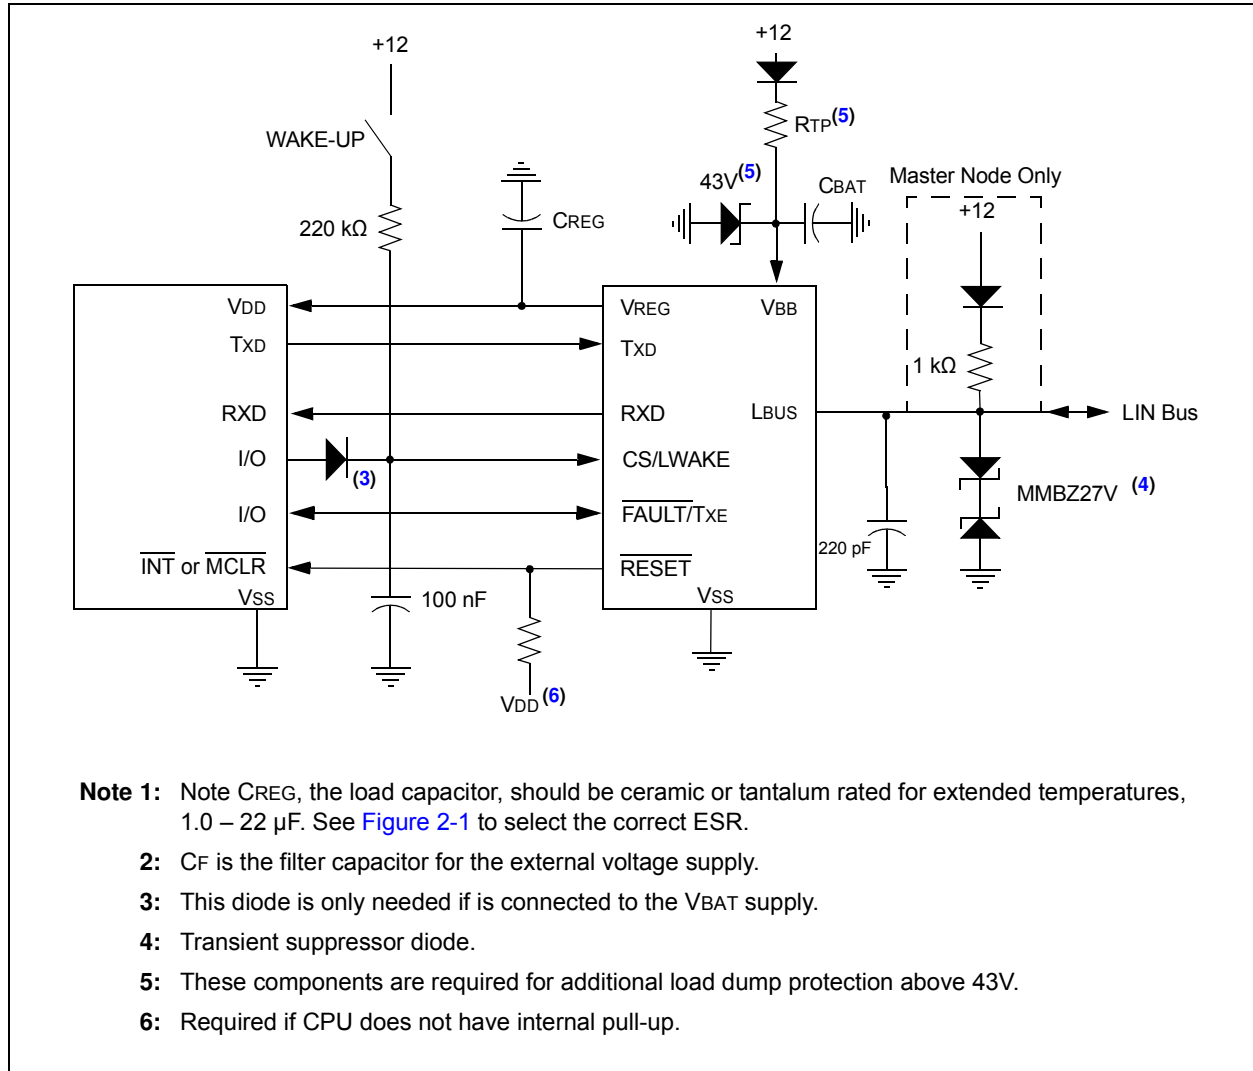 +12
+12
WAKE-UP
RTP(5)
43V(5)
CBAT
Master Node Only
+12
220 kΩ
CREG
VDD
VREG
VBB
TXD
TXD
1 kΩ
RXD
RXD
LBUS
LIN Bus
I/O
(3)
CS/LWAKE
MMBZ27V (4)
I/O
FAULT/TXE
220 pF
INT or MCLR
RESET
VSS
100 nF
VSS
VDD(6)
Note 1: Note CREG, the load capacitor, should be ceramic or tantalum rated for extended temperatures,
1.0 – 22 µF. See Figure 2-1 to select the correct ESR.
2: CF is the filter capacitor for the external voltage supply.
3: This diode is only needed if is connected to the VBAT supply.
4: Transient suppressor diode.
5: These components are required for additional load dump protection above 43V.
6: Required if CPU does not have internal pull-up.